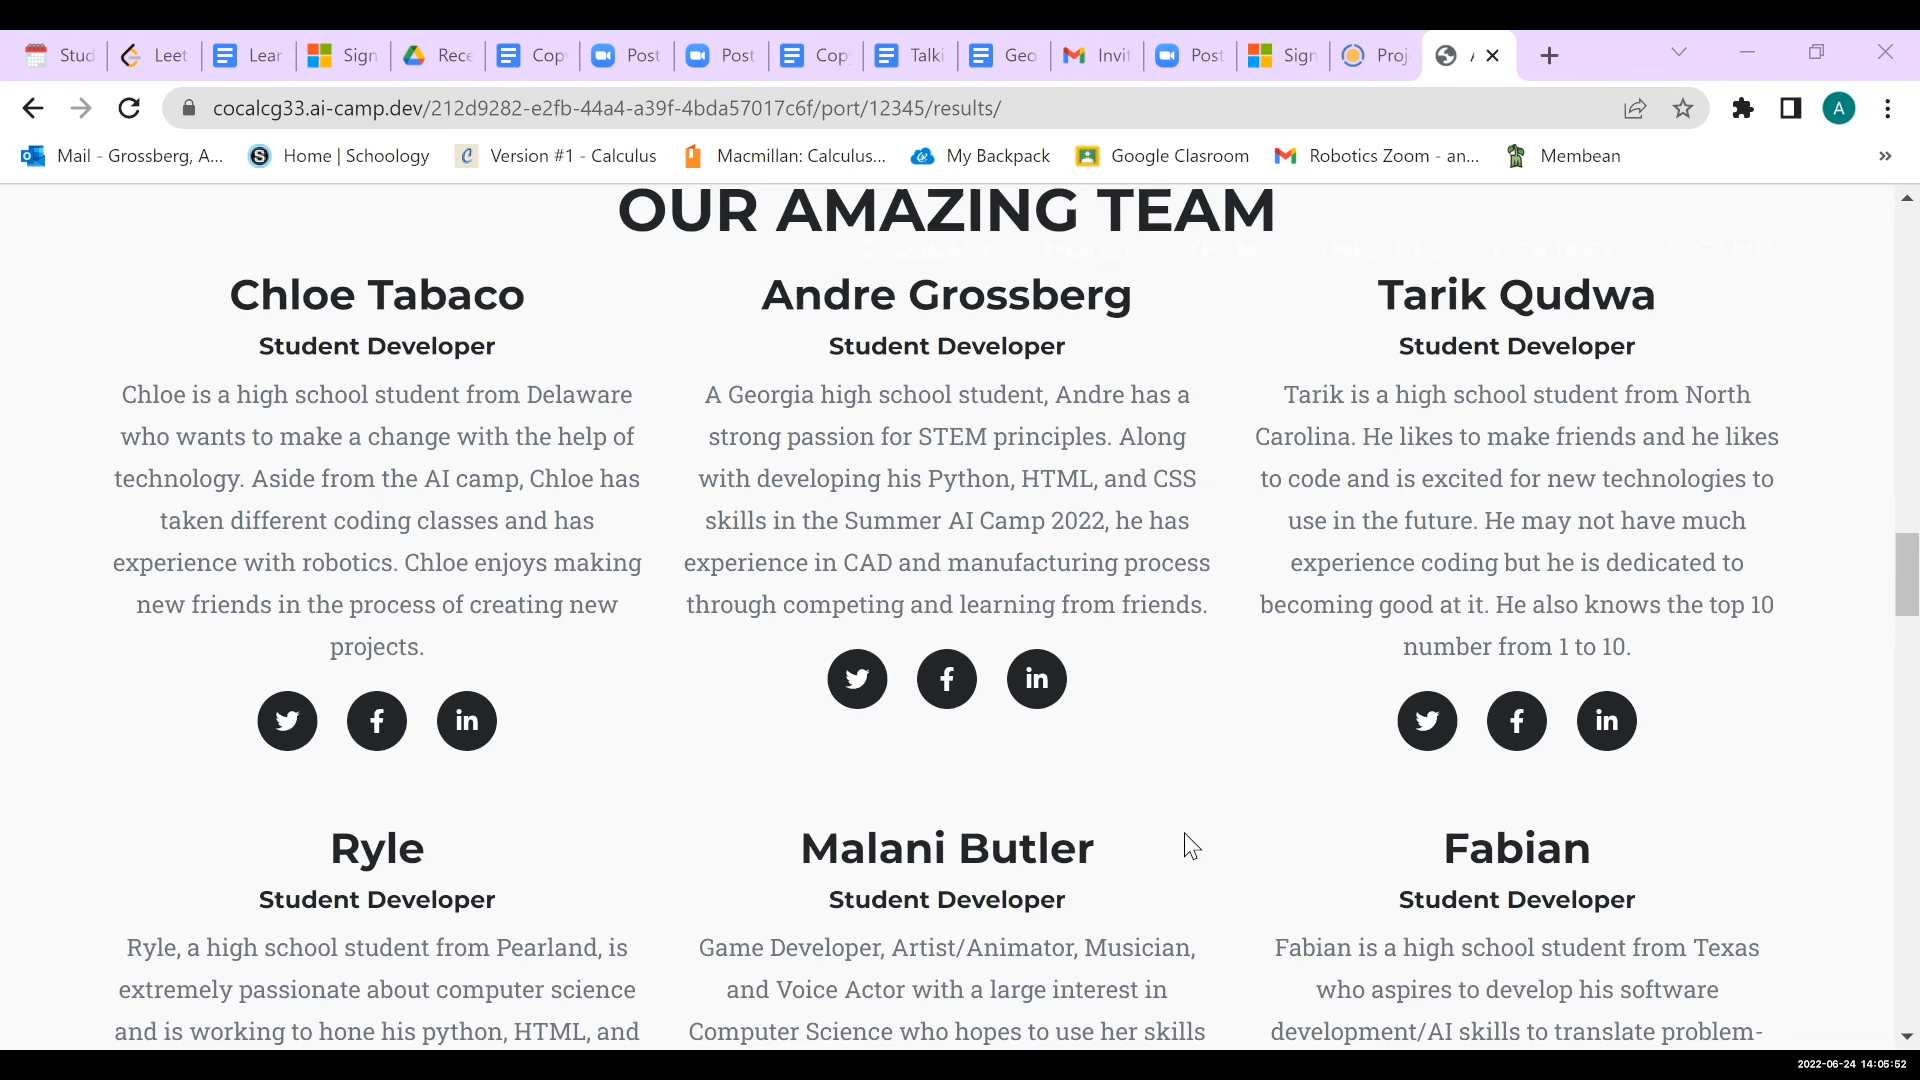 Stud
Leet
Lear
Sign
Rece
Cop
Post
Post
Cop
Talki
Geo
Invit
Post
Sign
Proj
cocalcg33.ai-camp.dev/212d9282-e2fb-44a4-a39f-4bda57017c6f/port/12345/results/
A
Mail - Grossberg, A...
Home | Schoology
Version #1 - Calculus
Macmillan: Calculus...
My Backpack
Google Clasroom
Robotics Zoom - an...
Membean
OUR AMAZING TEAM
Chloe Tabaco
Student Developer
Chloe is a high school student from Delaware
who wants to make a change with the help of
technology. Aside from the AI camp, Chloe has
taken different coding classes and has
experience with robotics. Chloe enjoys making
new friends in the process of creating new
projects.
Andre Grossberg
Student Developer
A Georgia high school student, Andre has a
strong passion for STEM principles. Along
with developing his Python, HTML, and CSS
skills in the Summer AI Camp 2022, he has
experience in CAD and manufacturing process
through competing and learning from friends.
Tarik Qudwa
Student Developer
Tarik is a high school student from North
Carolina. He likes to make friends and he likes
to code and is excited for new technologies to
use in the future. He may not have much
experience coding but he is dedicated to
becoming good at it. He also knows the top 10
number from 1 to 10.
Ryle
Student Developer
Ryle, a high school student from Pearland, is
extremely passionate about computer science
and is working to hone his python, HTML, and
Malani Butler
Student Developer
Game Developer, Artist/Animator, Musician,
and Voice Actor with a large interest in
Computer Science who hopes to use her skills
Fabian
Student Developer
Fabian is a high school student from Texas
who aspires to develop his software
development/AI skills to translate problem-
2022-06-24 14:05:52